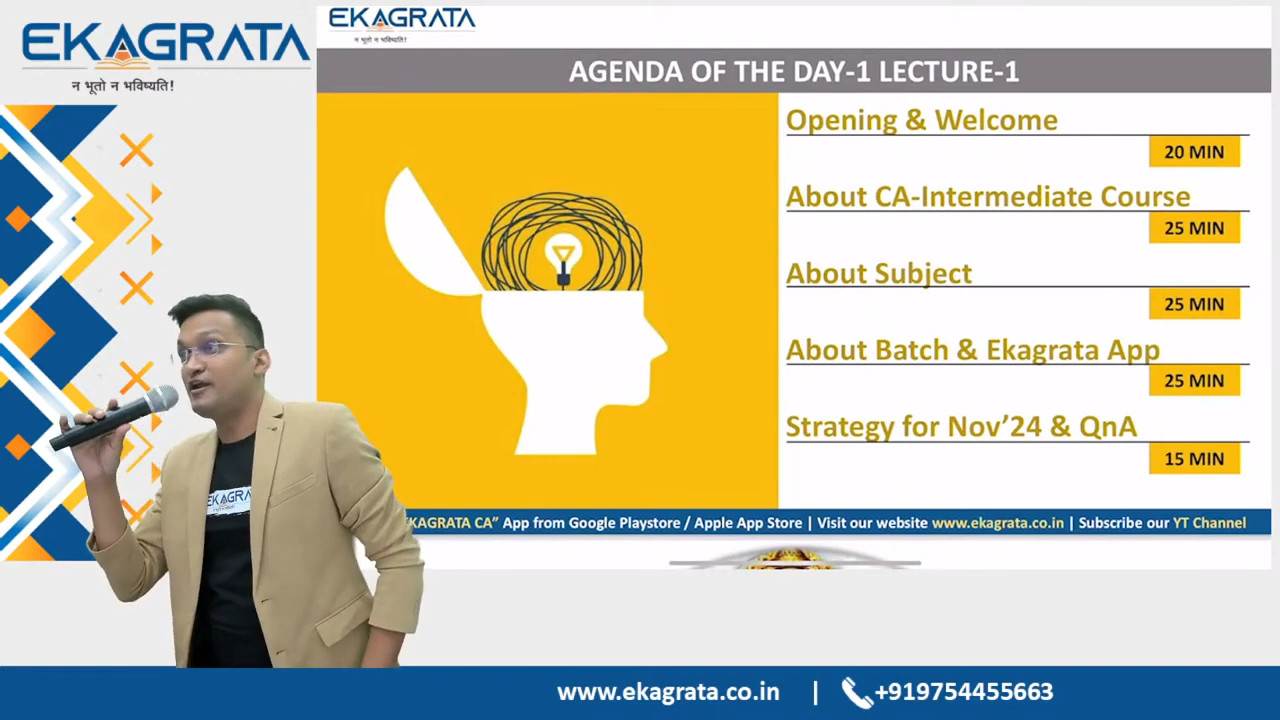 EKAGRATA
न भूतो न भविष्यति!
EKAGRATA
न भूतो न भविष्यति!
AGENDA OF THE DAY-1 LECTURE-1
Opening & Welcome
20 MIN
About CA-Intermediate Course
25 MIN
About Subject
25 MIN
About Batch & Ekagrata App
25 MIN
Strategy for Nov’24 & QnA
15 MIN
EKAGRATA CA” App from Google Playstore / Apple App Store | Visit our website www.ekagrata.co.in | Subscribe our YT Channel
EKAGRATA
www.ekagrata.co.in | +919754455663